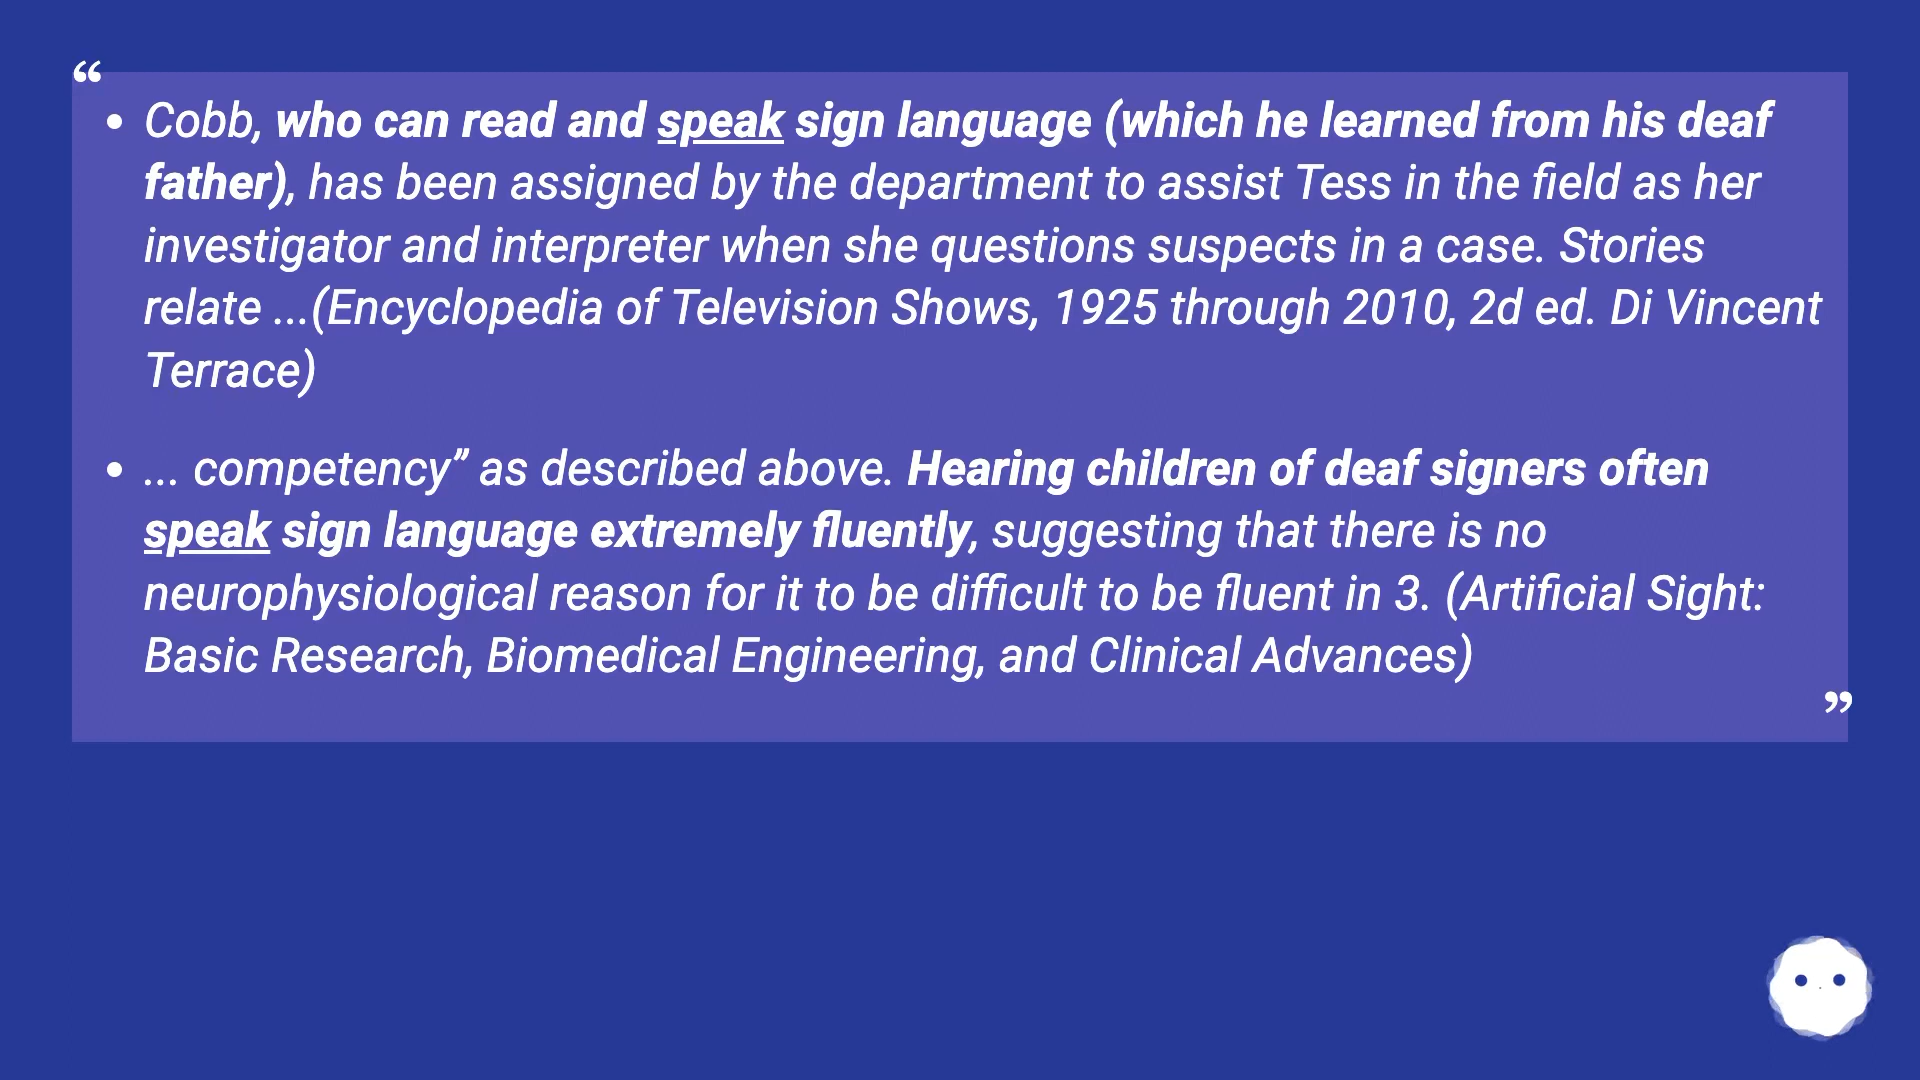 “
• Cobb, who can read and speak sign language (which he learned from his deaf
father), has been assigned by the department to assist Tess in the field as her
investigator and interpreter when she questions suspects in a case. Stories
relate ...(Encyclopedia of Television Shows, 1925 through 2010, 2d ed. Di Vincent
Terrace)
• ... competency” as described above. Hearing children of deaf signers often
speak sign language extremely fluently, suggesting that there is no
neurophysiological reason for it to be difficult to be fluent in 3. (Artificial Sight:
Basic Research, Biomedical Engineering, and Clinical Advances)
”